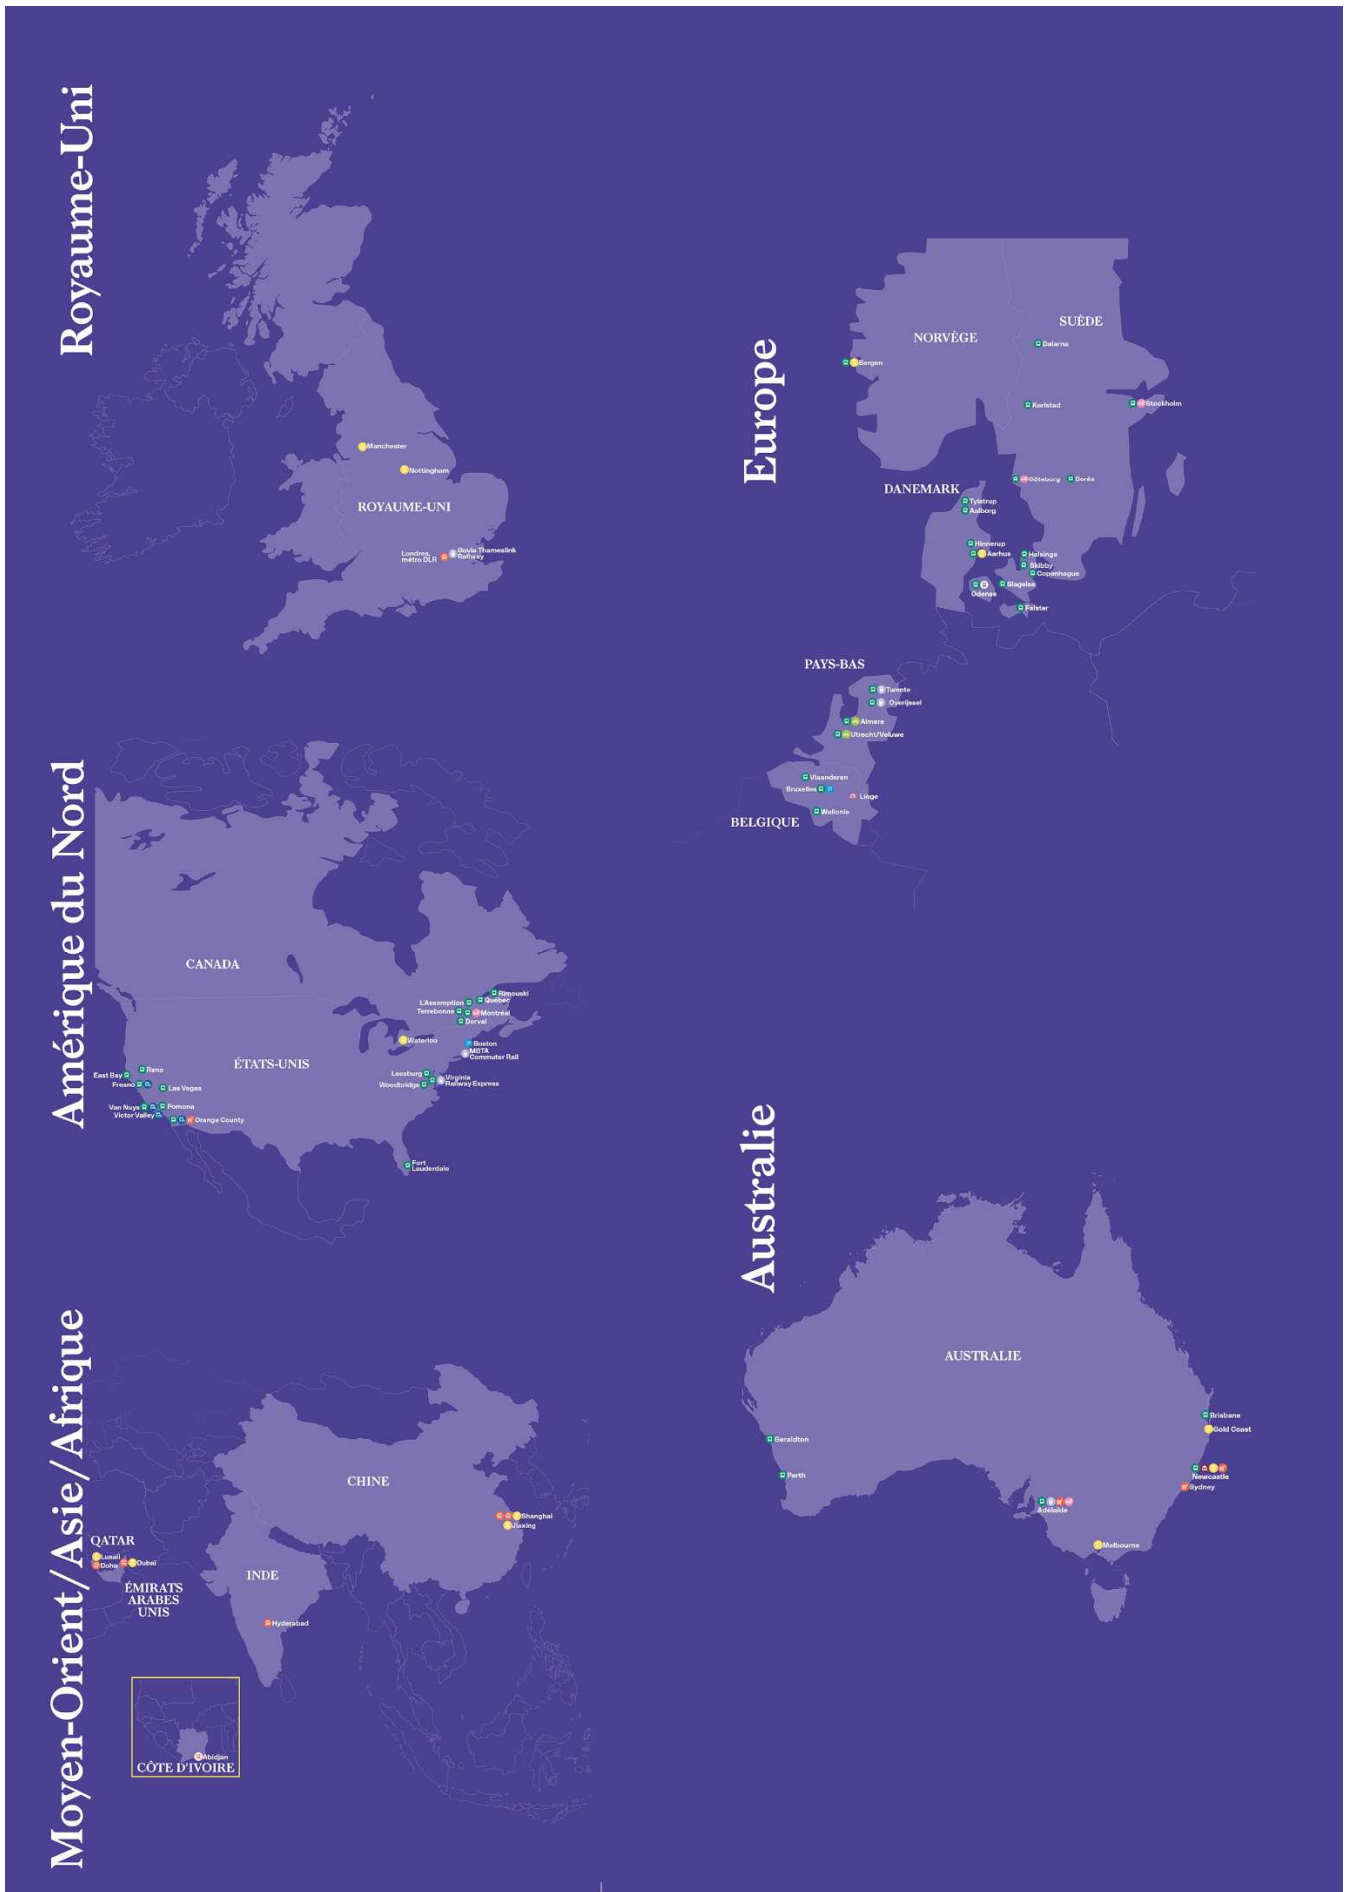 Royaume-Uni
Manchester
Nottingham
ROYAUME-UNI
Londres,
métro DLR
Govia Thameslink
Railway
Europe
NORVÈGE
SUÈDE
Dalarna
Bergen
Karlstad
Stockholm
Göteborg
Borås
DANEMARK
Tylstrup
Aalborg
Hinnerup
Aarhus
Helsinge
Skibby
Copenhague
Slagelse
Odense
Falster
PAYS-BAS
Twente
Overijssel
Almere
Utrecht/Veluwe
Vlaanderen
Bruxelles
Liège
Wallonie
BELGIQUE
Amérique du Nord
CANADA
Rimouski
Québec
L'Assomption
Terrebonne
Montréal
Dorval
Waterloo
Boston
MBTA
Commuter Rail
ÉTATS-UNIS
Reno
East Bay
Fresno
Las Vegas
Leesburg
Woodbridge
Virginia
Railway Express
Van Nuys
Pomona
Victor Valley
Orange County
Fort
Lauderdale
Australie
AUSTRALIE
Brisbane
Gold Coast
Geraldton
Perth
Newcastle
Sydney
Adélaïde
Melbourne
Moyen-Orient/Asie/Afrique
CHINE
Shanghai
Jiaxing
QATAR
Lusail
Doha
Dubaï
ÉMIRATS
ARABES
UNIS
INDE
Hyderabad
Abidjan
CÔTE D'IVOIRE